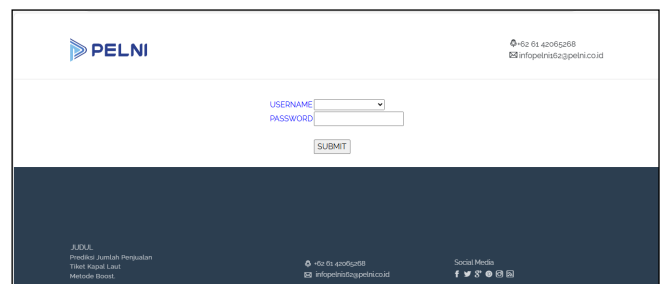 PELNI
+62 61 42065268
infopelni162@pelni.co.id
USERNAME
PASSWORD
SUBMIT
JUDUL
Prediksi Jumlah Penjualan
Tiket Kapal Laut
Metode Boost.
+62 61 42065268
infopelni162@pelni.co.id
Social Media